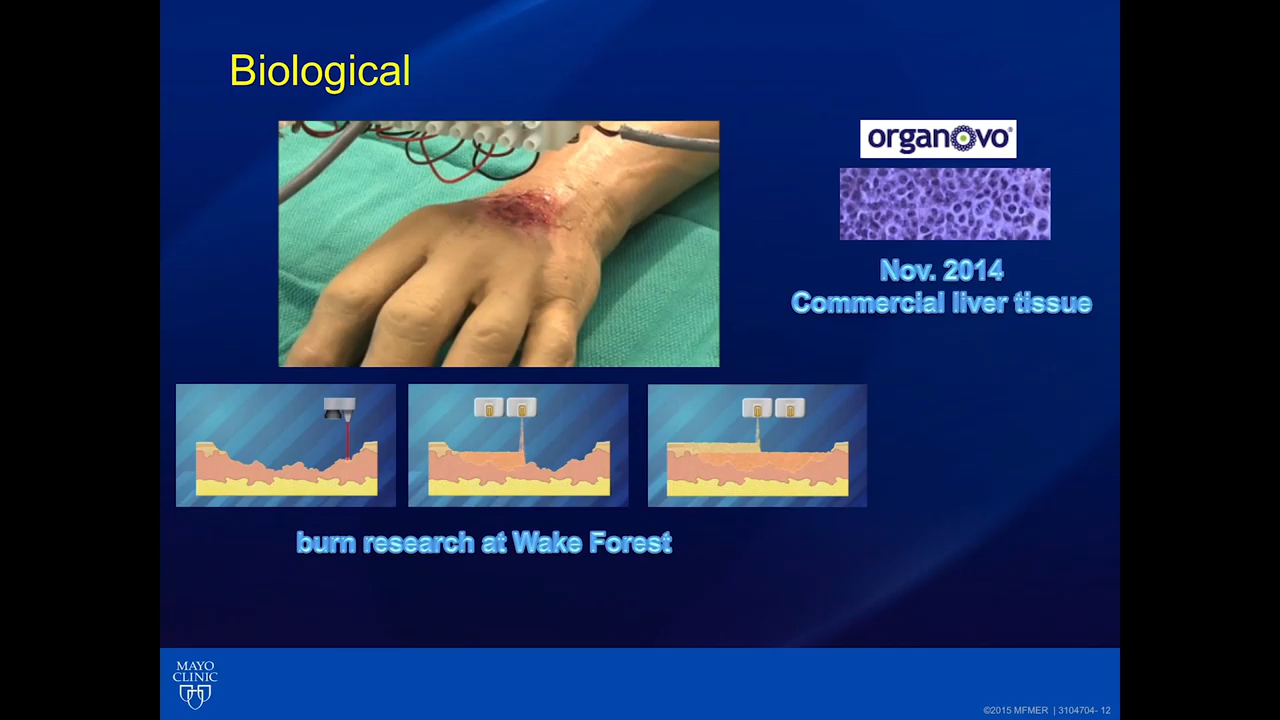 Biological
organovo®
Nov. 2014
Commercial liver tissue
burn research at Wake Forest
MAYO
CLINIC
©2015 MFMER | 3104704- 12